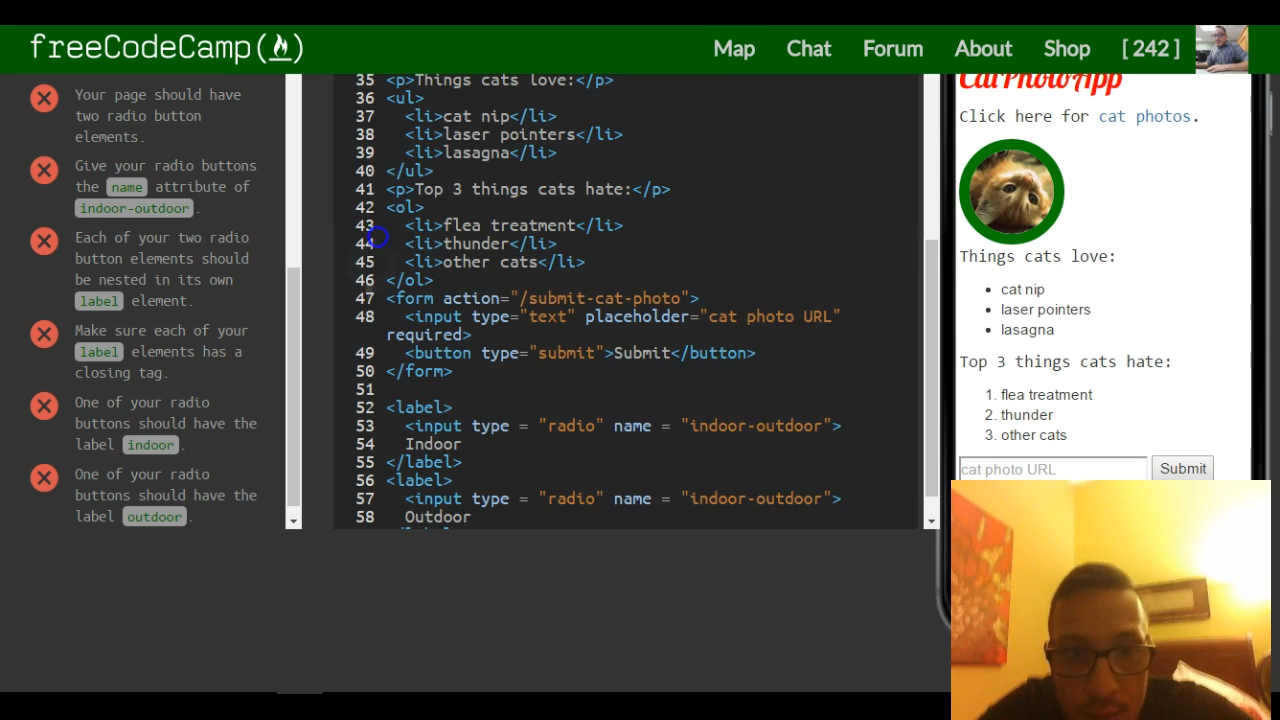 freeCodeCamp(🔥)
Map Chat Forum About Shop [ 242 ]
Your page should have
two radio button
elements.
Give your radio buttons
the name attribute of
indoor-outdoor .
Each of your two radio
button elements should
be nested in its own
label element.
Make sure each of your
label elements has a
closing tag.
One of your radio
buttons should have the
label indoor .
One of your radio
buttons should have the
label outdoor .
35 <p>Things cats love:</p>
36 <ul>
37 <li>cat nip</li>
38 <li>laser pointers</li>
39 <li>lasagna</li>
40 </ul>
41 <p>Top 3 things cats hate:</p>
42 <ol>
43 <li>flea treatment</li>
44 <li>thunder</li>
45 <li>other cats</li>
46 </ol>
47 <form action="/submit-cat-photo">
48 <input type="text" placeholder="cat photo URL"
required>
49 <button type="submit">Submit</button>
50 </form>
51
52 <label>
53 <input type = "radio" name = "indoor-outdoor">
54 Indoor
55 </label>
56 <label>
57 <input type = "radio" name = "indoor-outdoor">
58 Outdoor
CatPhotoApp
Click here for cat photos.
Things cats love:
cat nip
laser pointers
lasagna
Top 3 things cats hate:
1. flea treatment
2. thunder
3. other cats
cat photo URL Submit